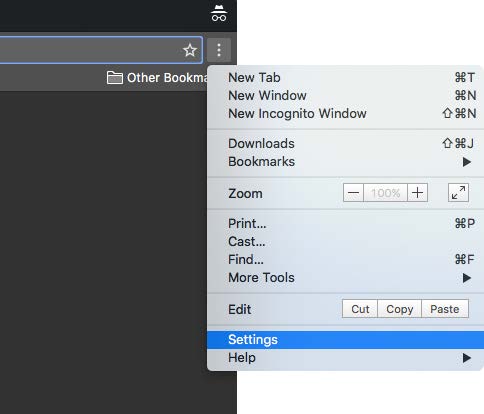 Other Bookma
New Tab ⌘T
New Window ⌘N
New Incognito Window ⇧⌘N
Downloads ⇧⌘J
Bookmarks
Zoom 100%
Print... ⌘P
Cast...
Find... ⌘F
More Tools
Edit Cut Copy Paste
Settings
Help